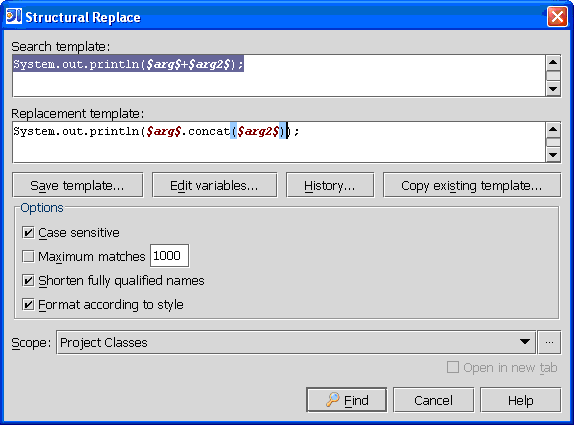 Structural Replace
Search template:
System.out.println($arg$+$arg2$);
Replacement template:
System.out.println($arg$.concat($arg2$));
Save template... Edit variables... History... Copy existing template...
Options
Case sensitive
Maximum matches 1000
Shorten fully qualified names
Format according to style
Scope: Project Classes ...
Open in new tab
Find Cancel Help